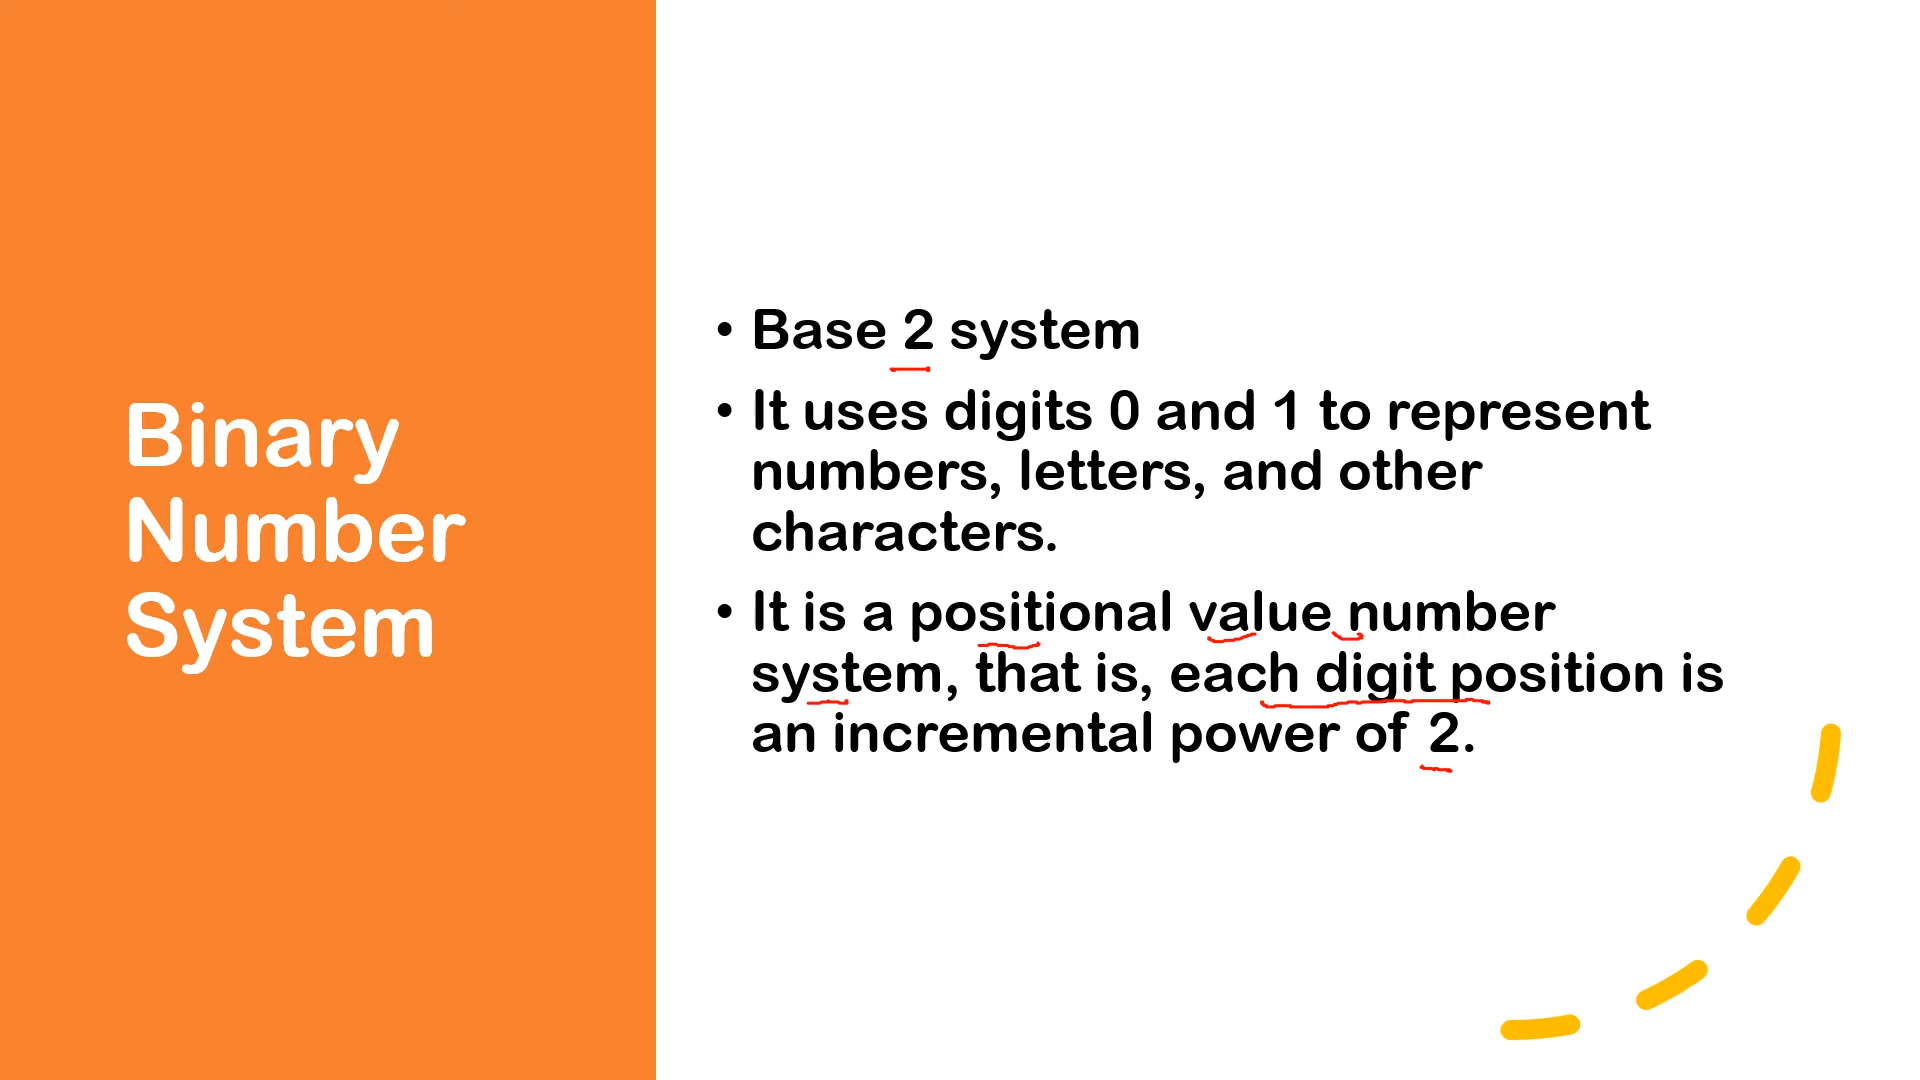 Binary
Number
System
• Base 2 system
• It uses digits 0 and 1 to represent
numbers, letters, and other
characters.
• It is a positional value number
system, that is, each digit position is
an incremental power of 2.